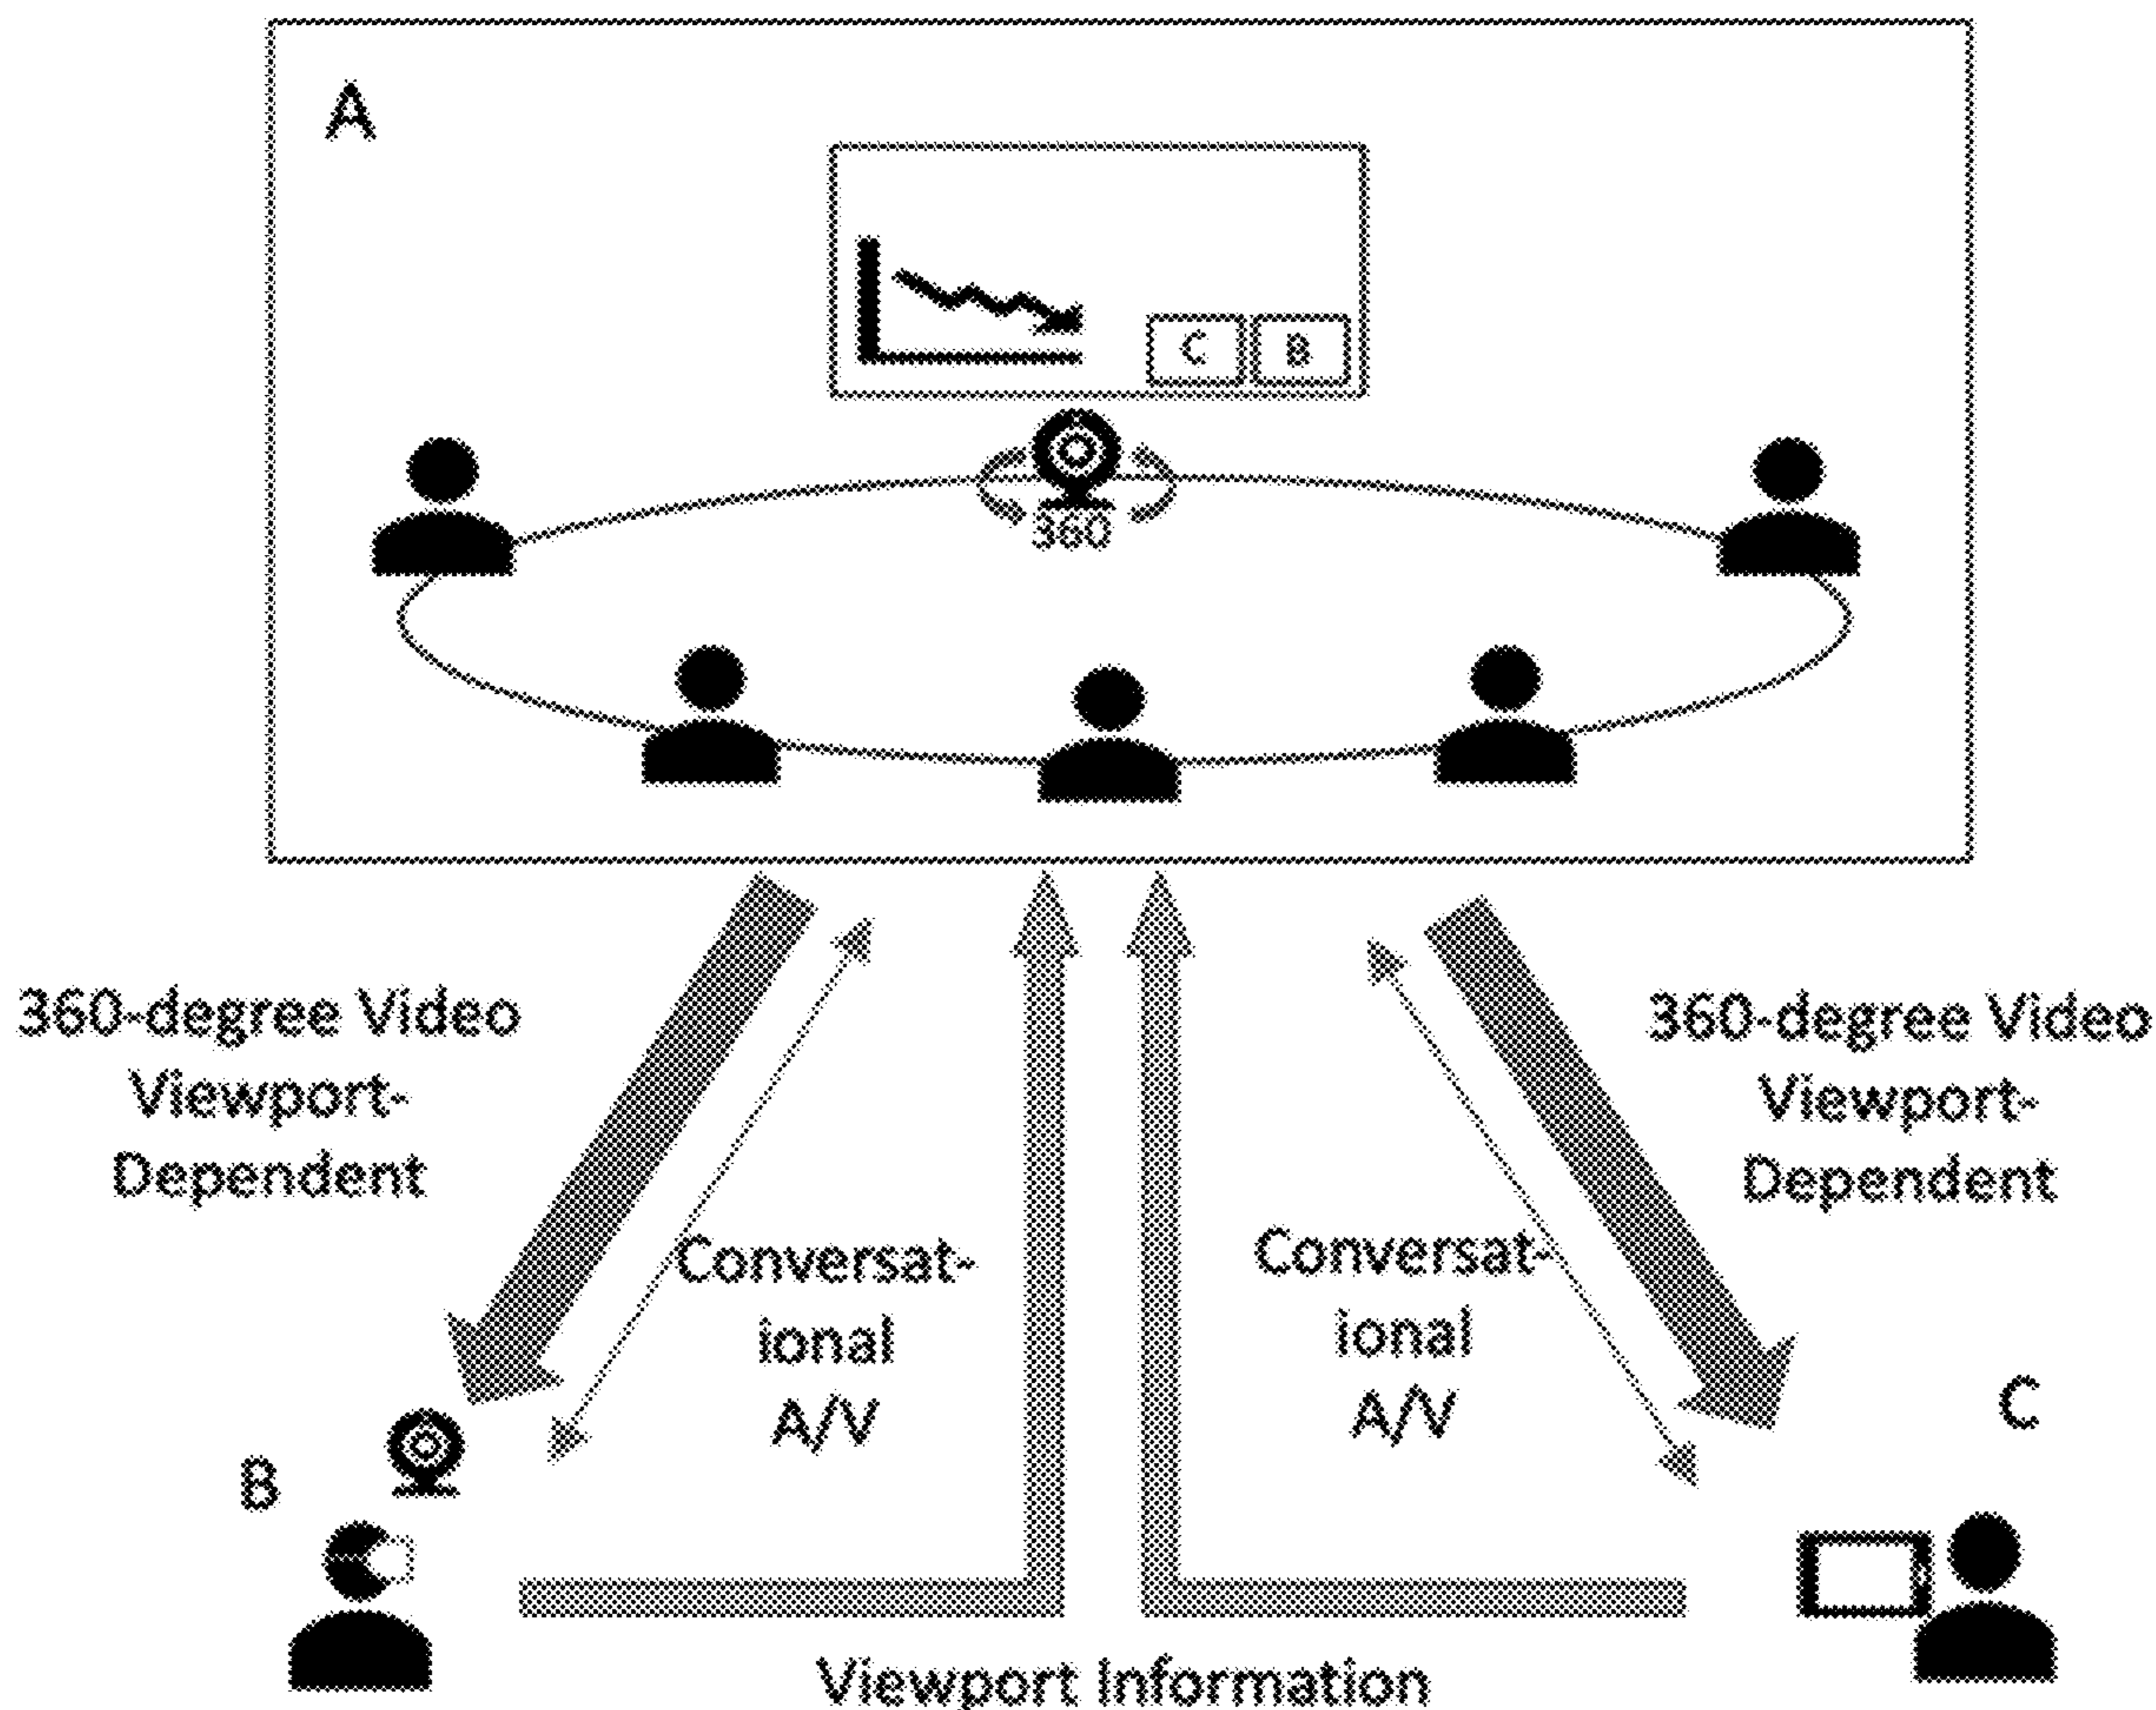 A
C
B
360
360-degree Video
Viewport-
Dependent
360-degree Video
Viewport-
Dependent
Conversat-
ional
A/V
Conversat-
ional
A/V
C
B
Viewport Information